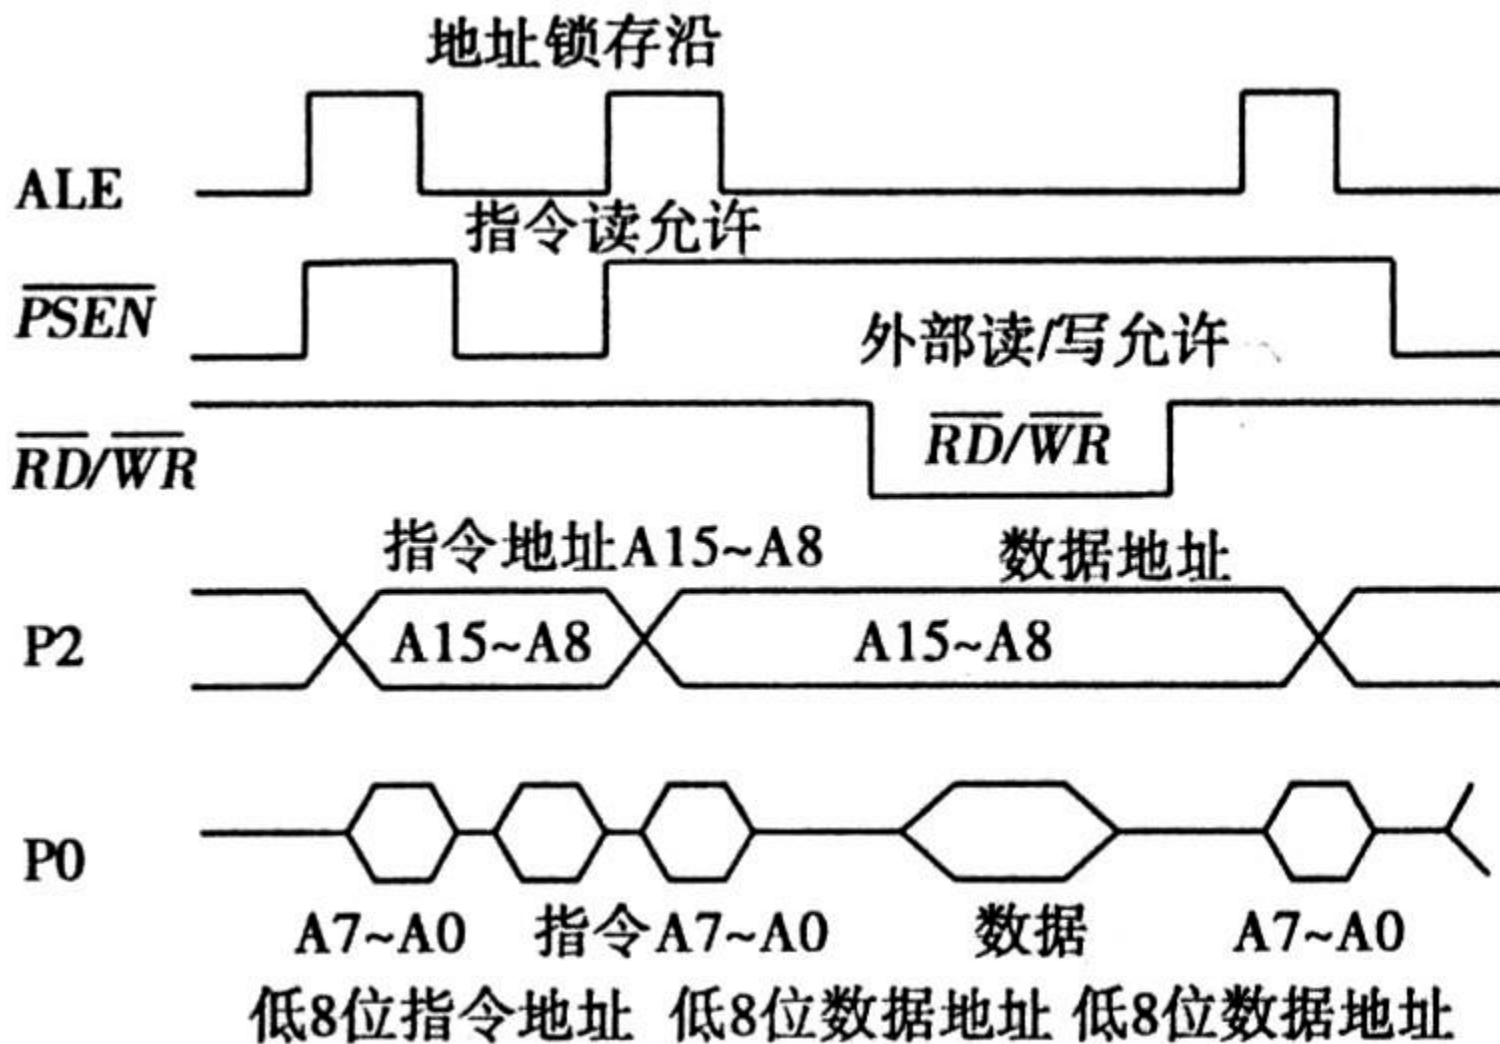 地址锁存沿
ALE
指令读允许
PSEN
外部读/写允许
RD/WR
RD/WR
指令地址A15~A8
数据地址
P2
A15~A8
A15~A8
P0
A7~A0
指令A7~A0
数据
A7~A0
低8位指令地址
低8位数据地址
低8位数据地址